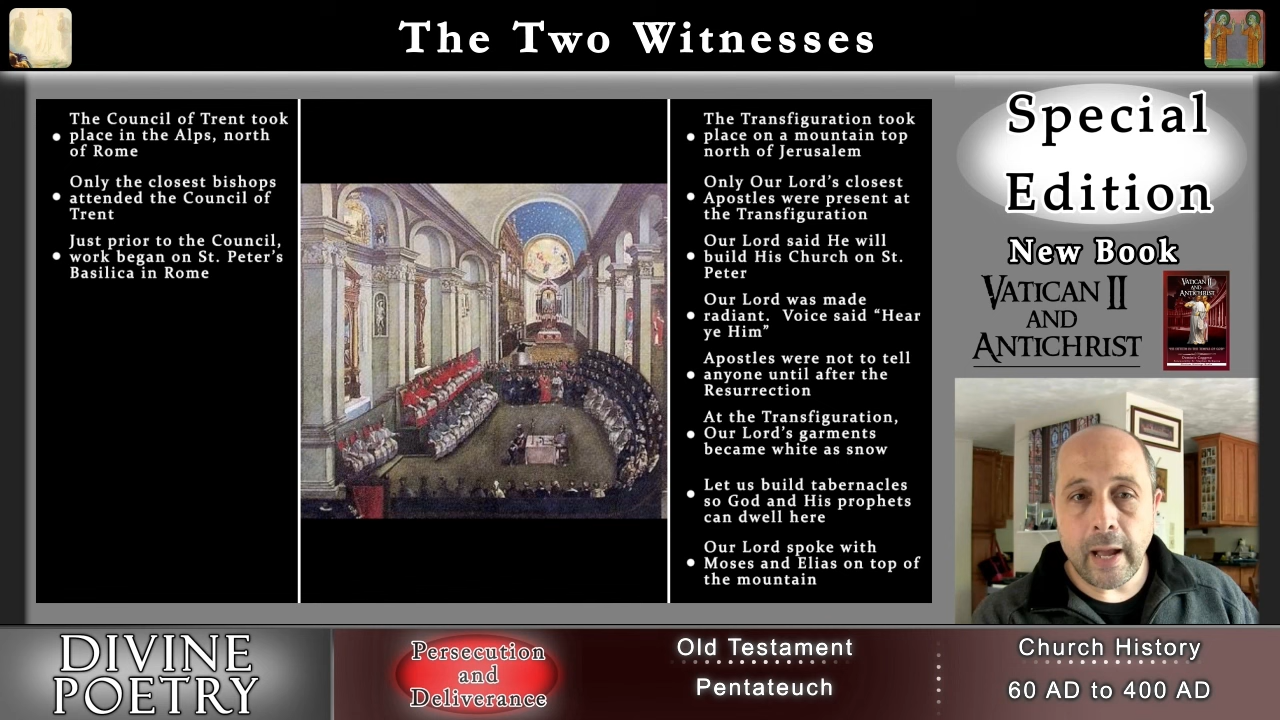 The Two Witnesses
The Council of Trent took
place in the Alps, north
of Rome
Only the closest bishops
attended the Council of
Trent
Just prior to the Council,
work began on St. Peter's
Basilica in Rome
The Transfiguration took
place on a mountain top
north of Jerusalem
Only Our Lord's closest
Apostles were present at
the Transfiguration
Our Lord said He will
build His Church on St.
Peter
Our Lord was made
radiant. Voice said "Hear
ye Him"
Apostles were not to tell
anyone until after the
Resurrection
At the Transfiguration,
Our Lord's garments
became white as snow
Let us build tabernacles
so God and His prophets
can dwell here
Our Lord spoke with
Moses and Elias on top of
the mountain
Special
Edition
New Book
VATICAN II
AND
ANTICHRIST
VATICAN II
AND
ANTICHRIST
DIVINE
POETRY
Persecution
and
Deliverance
Old Testament
Pentateuch
Church History
60 AD to 400 AD